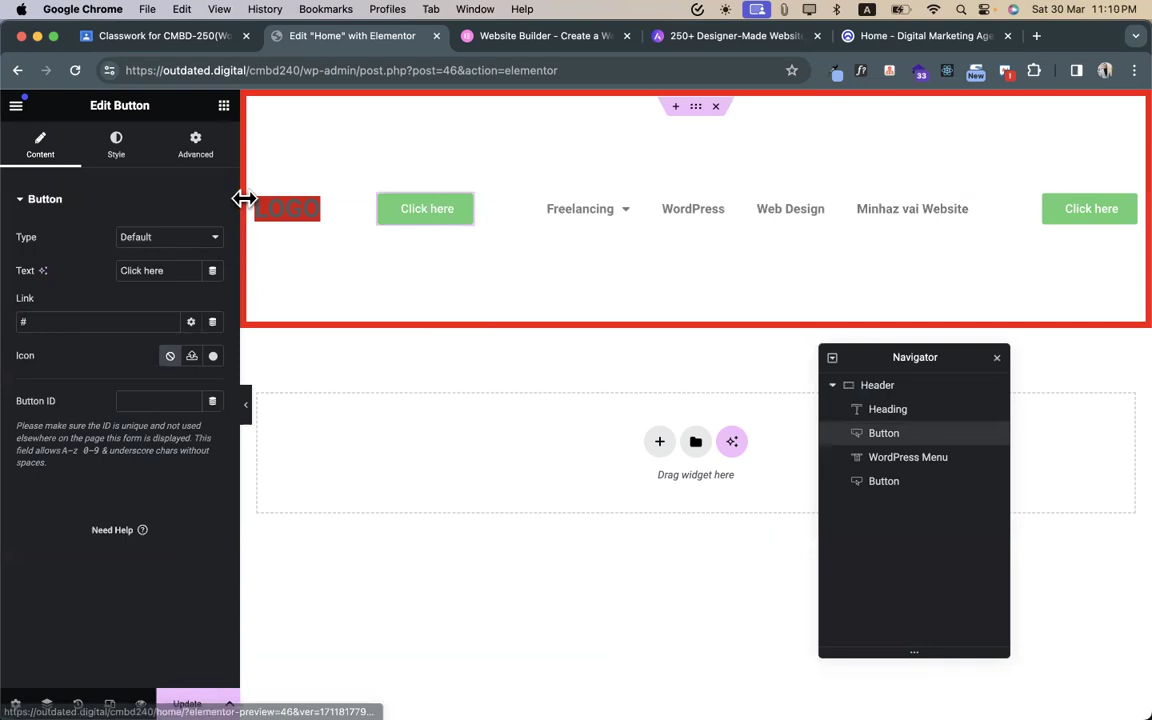 Google Chrome File Edit View History Bookmarks Profiles Tab Window Help A Sat 30 Mar 11:10 PM
Classwork for CMBD-250(W Edit "Home" with Elementor Website Builder - Create a We 250+ Designer-Made Website Home - Digital Marketing Age
https://outdated.digital/cmbd240/wp-admin/post.php?post=46&action=elementor 33 New
Edit Button
Content Style Advanced
Button
Type Default
Text Click here
Link
#
Icon
Button ID
Please make sure the ID is unique and not used
elsewhere on the page this form is displayed. This
field allows A-z 0-9 & underscore chars without
spaces.
Need Help
Update
https://outdated.digital/cmbd240/home/?elementor-preview=46&ver=171181779...
LOGO Click here Freelancing WordPress Web Design Minhaz vai Website Click here
Drag widget here
Navigator
Header
Heading
Button
WordPress Menu
Button